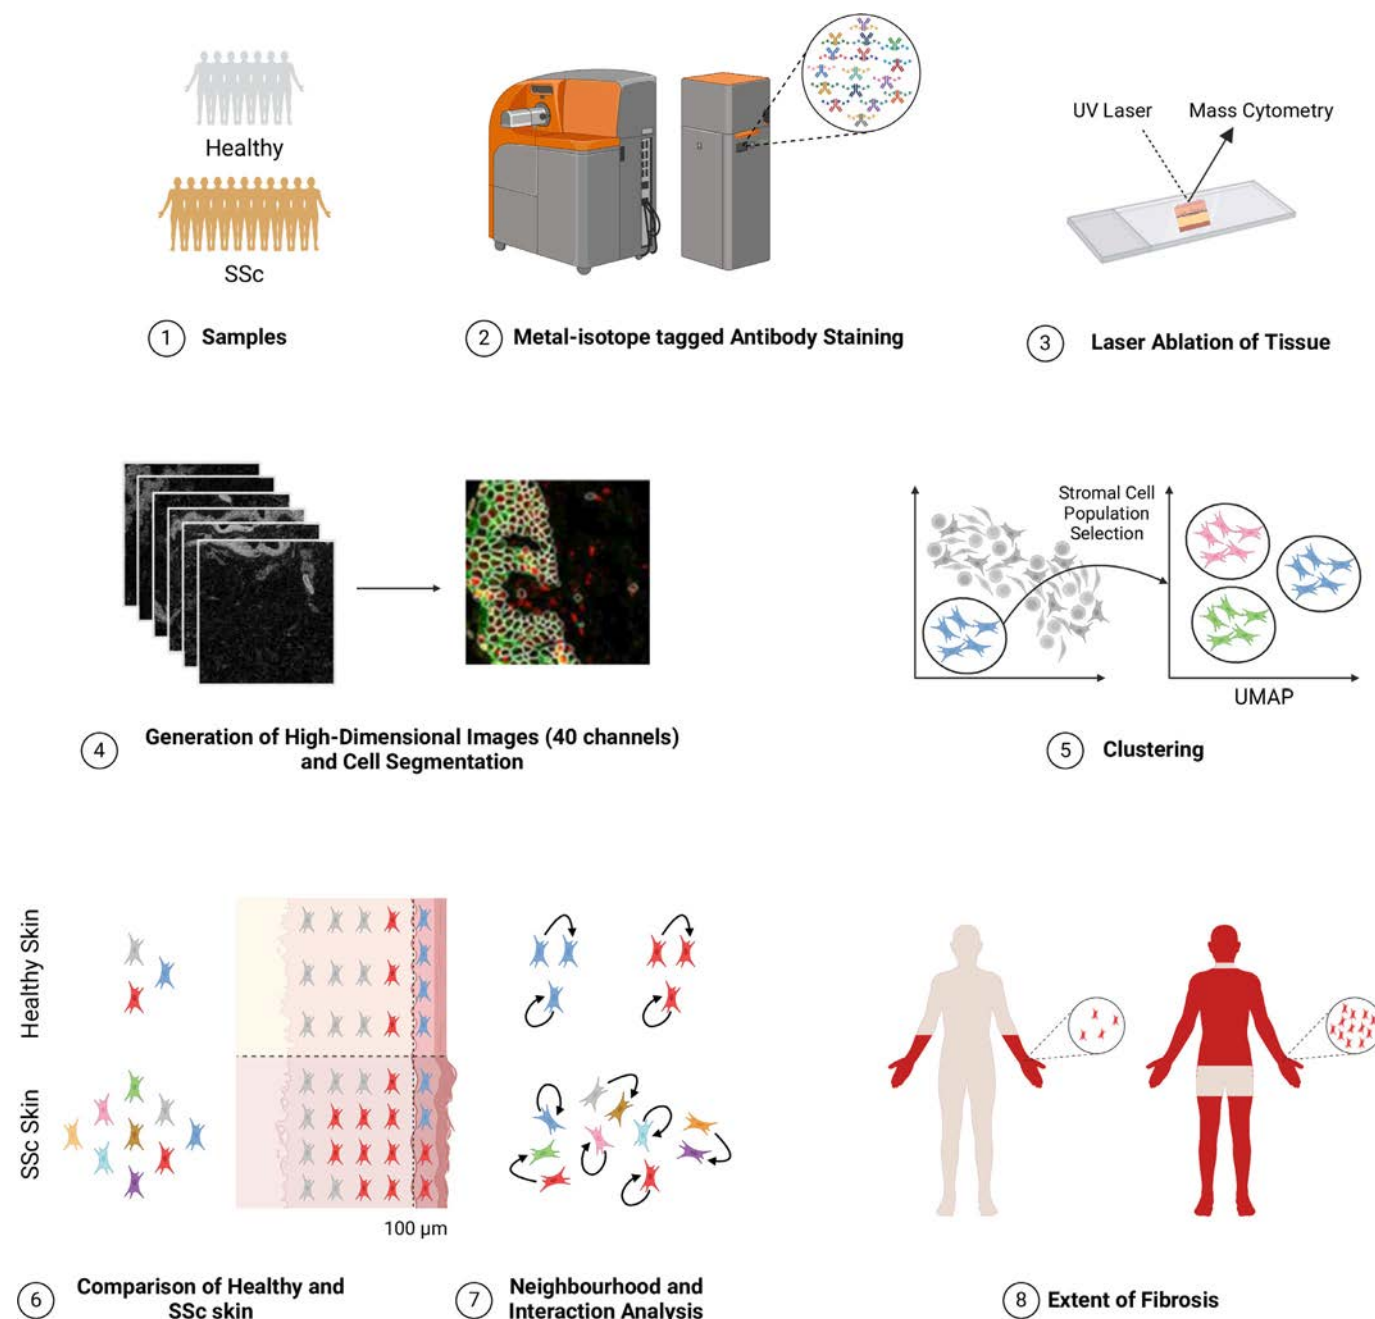 Healthy
SSc
1 Samples
2 Metal-isotope tagged Antibody Staining
UV Laser
Mass Cytometry
3 Laser Ablation of Tissue
4 Generation of High-Dimensional Images (40 channels)
and Cell Segmentation
Stromal Cell
Population
Selection
UMAP
5 Clustering
Healthy Skin
SSc Skin
100 µm
6 Comparison of Healthy and
SSc skin
7 Neighbourhood and
Interaction Analysis
8 Extent of Fibrosis